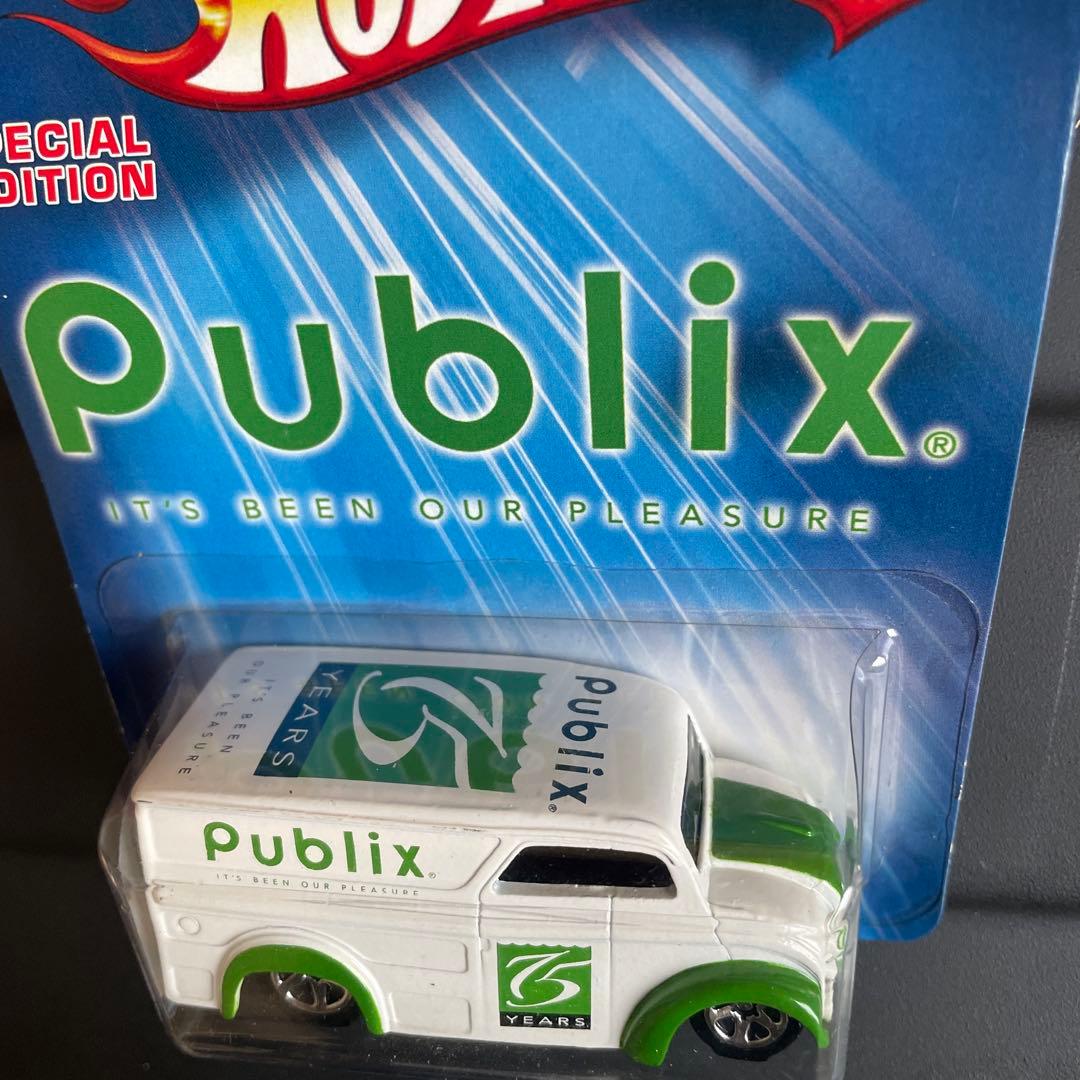 HOT
PECIAL
DITION
Publix®
IT'S BEEN OUR PLEASURE
Publix®
75
YEARS
IT'S BEEN
OUR PLEASURE
Publix®
IT'S BEEN OUR PLEASURE
75
YEARS